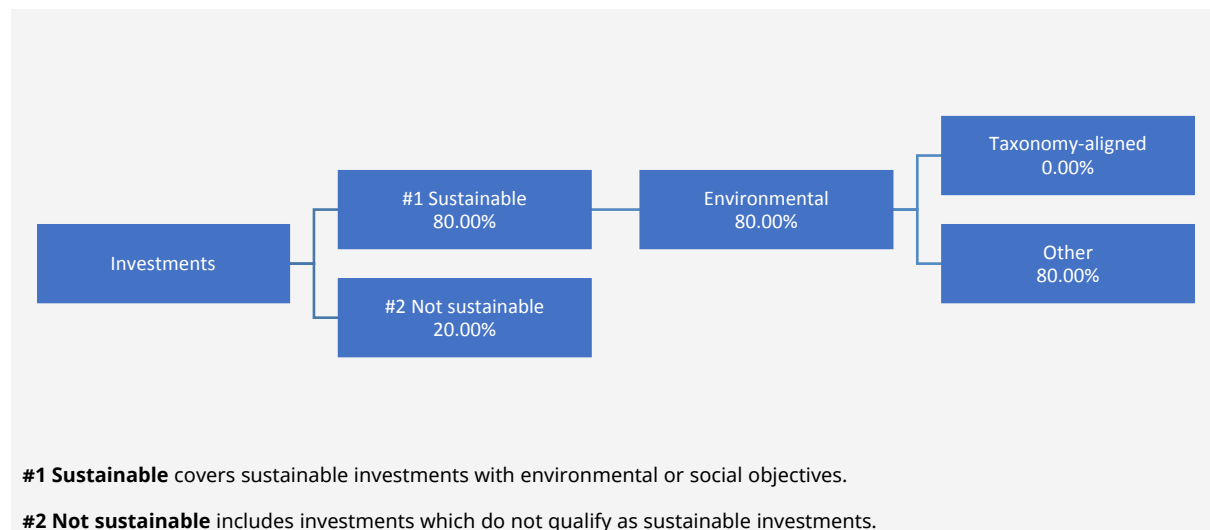 Investments
#1 Sustainable
80.00%
#2 Not sustainable
20.00%
Environmental
80.00%
Taxonomy-aligned
0.00%
Other
80.00%
#1 Sustainable covers sustainable investments with environmental or social objectives.
#2 Not sustainable includes investments which do not qualify as sustainable investments.